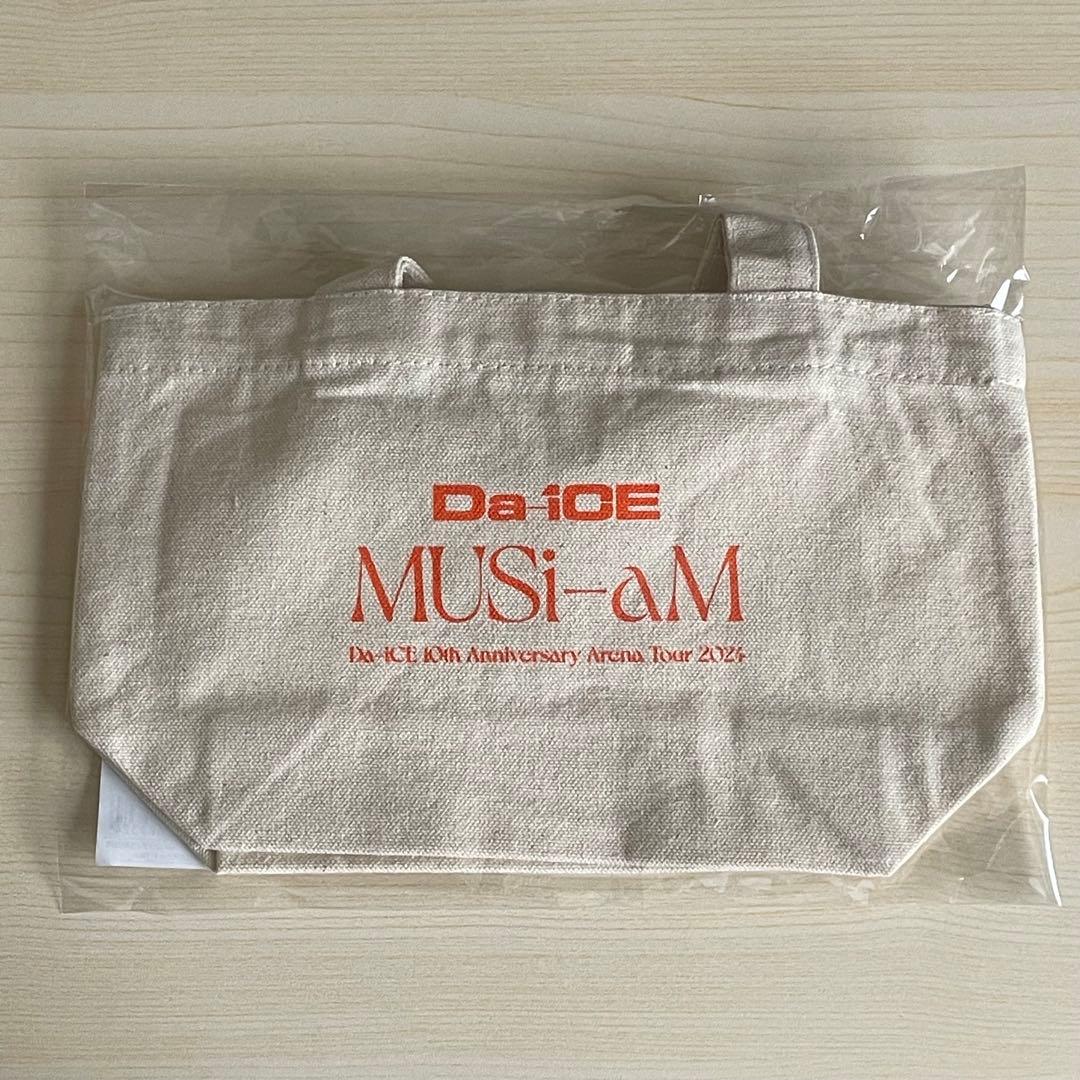 Da-iCE
MUSi-aM
Da-iCE 10th Anniversary Arena Tour 2024